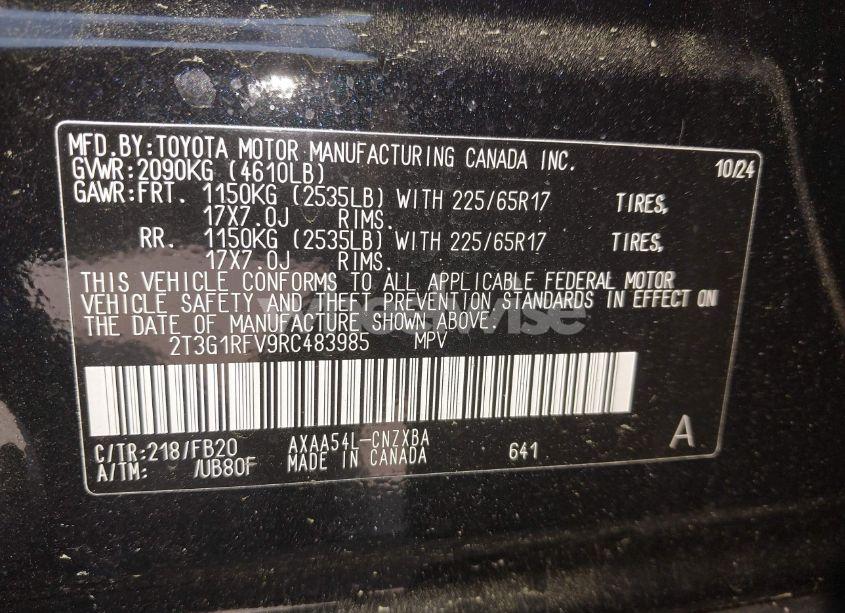 MFD.BY:TOYOTA MOTOR MANUFACTURING CANADA INC. 10/24
GVWR:2090KG (4610LB)
GAWR:FRT. 1150KG (2535LB) WITH 225/65R17 TIRES,
17X7.0J RIMS.
RR. 1150KG (2535LB) WITH 225/65R17 TIRES,
17X7.0J RIMS.
THIS VEHICLE CONFORMS TO ALL APPLICABLE FEDERAL MOTOR
VEHICLE SAFETY AND THEFT PREVENTION STANDARDS IN EFFECT ON
THE DATE OF MANUFACTURE SHOWN ABOVE.
2T3G1RFV9RC483985 MPV
C/TR:218/FB20 AXAA54L-CNZXBA 641 A
A/TM: /UB80F MADE IN CANADA